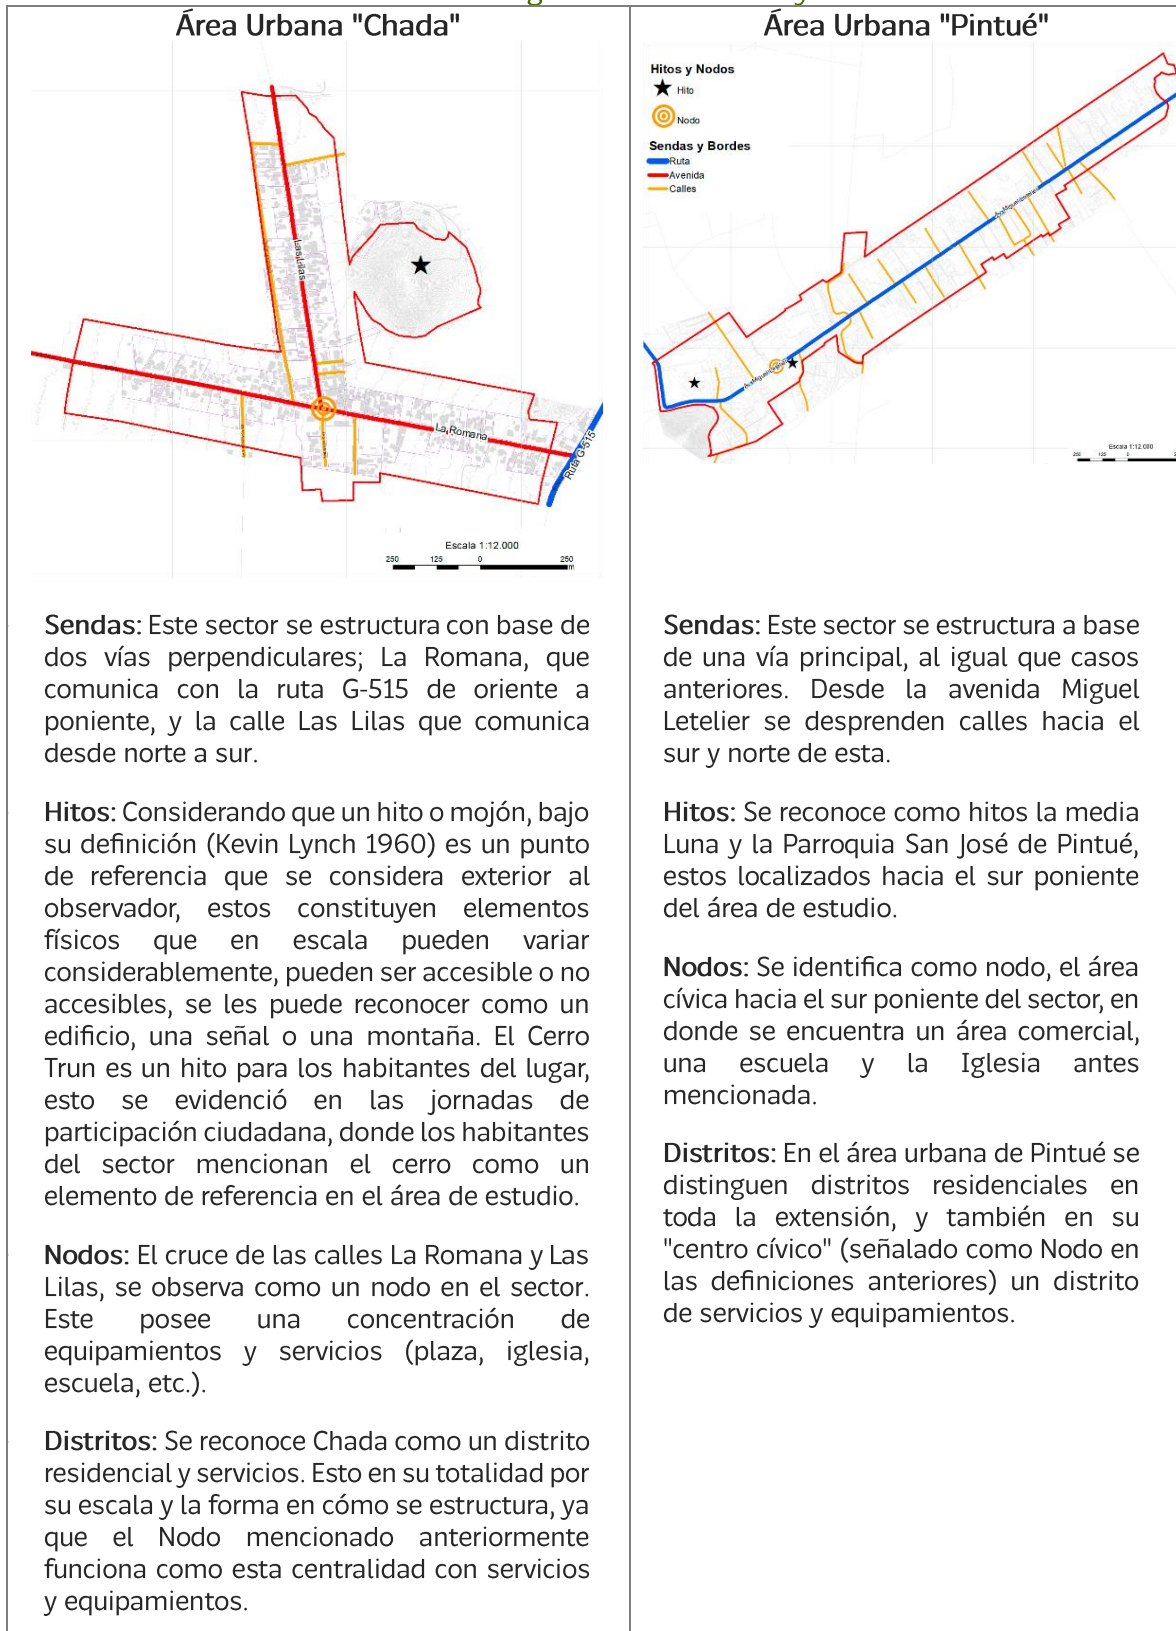 Área Urbana "Chada"
Las Lilas
La Romana
Ruta G-515
Escala 1:12.000
250 125 0 250
m
Sendas: Este sector se estructura con base de
dos vías perpendiculares; La Romana, que
comunica con la ruta G-515 de oriente a
poniente, y la calle Las Lilas que comunica
desde norte a sur.
Hitos: Considerando que un hito o mojón, bajo
su definición (Kevin Lynch 1960) es un punto
de referencia que se considera exterior al
observador, estos constituyen elementos
físicos que en escala pueden variar
considerablemente, pueden ser accesible o no
accesibles, se les puede reconocer como un
edificio, una señal o una montaña. El Cerro
Trun es un hito para los habitantes del lugar,
esto se evidenció en las jornadas de
participación ciudadana, donde los habitantes
del sector mencionan el cerro como un
elemento de referencia en el área de estudio.
Nodos: El cruce de las calles La Romana y Las
Lilas, se observa como un nodo en el sector.
Este posee una concentración de
equipamientos y servicios (plaza, iglesia,
escuela, etc.).
Distritos: Se reconoce Chada como un distrito
residencial y servicios. Esto en su totalidad por
su escala y la forma en cómo se estructura, ya
que el Nodo mencionado anteriormente
funciona como esta centralidad con servicios
y equipamientos.
Área Urbana "Pintué"
Hitos y Nodos
Hito
Nodo
Sendas y Bordes
Ruta
Avenida
Calles
Escala 1:12.000
250 125 0
Sendas: Este sector se estructura a base
de una vía principal, al igual que casos
anteriores. Desde la avenida Miguel
Letelier se desprenden calles hacia el
sur y norte de esta.
Hitos: Se reconoce como hitos la media
Luna y la Parroquia San José de Pintué,
estos localizados hacia el sur poniente
del área de estudio.
Nodos: Se identifica como nodo, el área
cívica hacia el sur poniente del sector, en
donde se encuentra un área comercial,
una escuela y la Iglesia antes
mencionada.
Distritos: En el área urbana de Pintué se
distinguen distritos residenciales en
toda la extensión, y también en su
"centro cívico" (señalado como Nodo en
las definiciones anteriores) un distrito
de servicios y equipamientos.